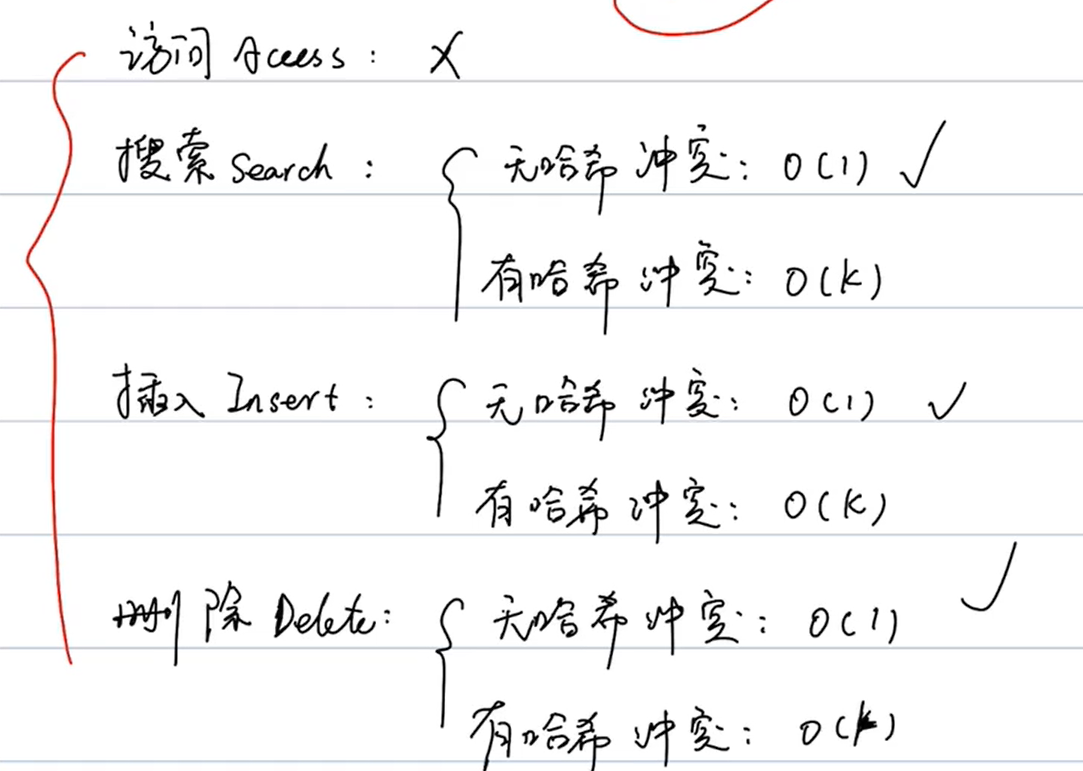 访问 Access： X
搜索 Search： 无哈希冲突：O(1) ✓
有哈希冲突：O(k)
插入 Insert： 无哈希冲突：O(1) ✓
有哈希冲突：O(K)
删除 Delete： 无哈希冲突：O(1) ✓
有哈希冲突：O(k)